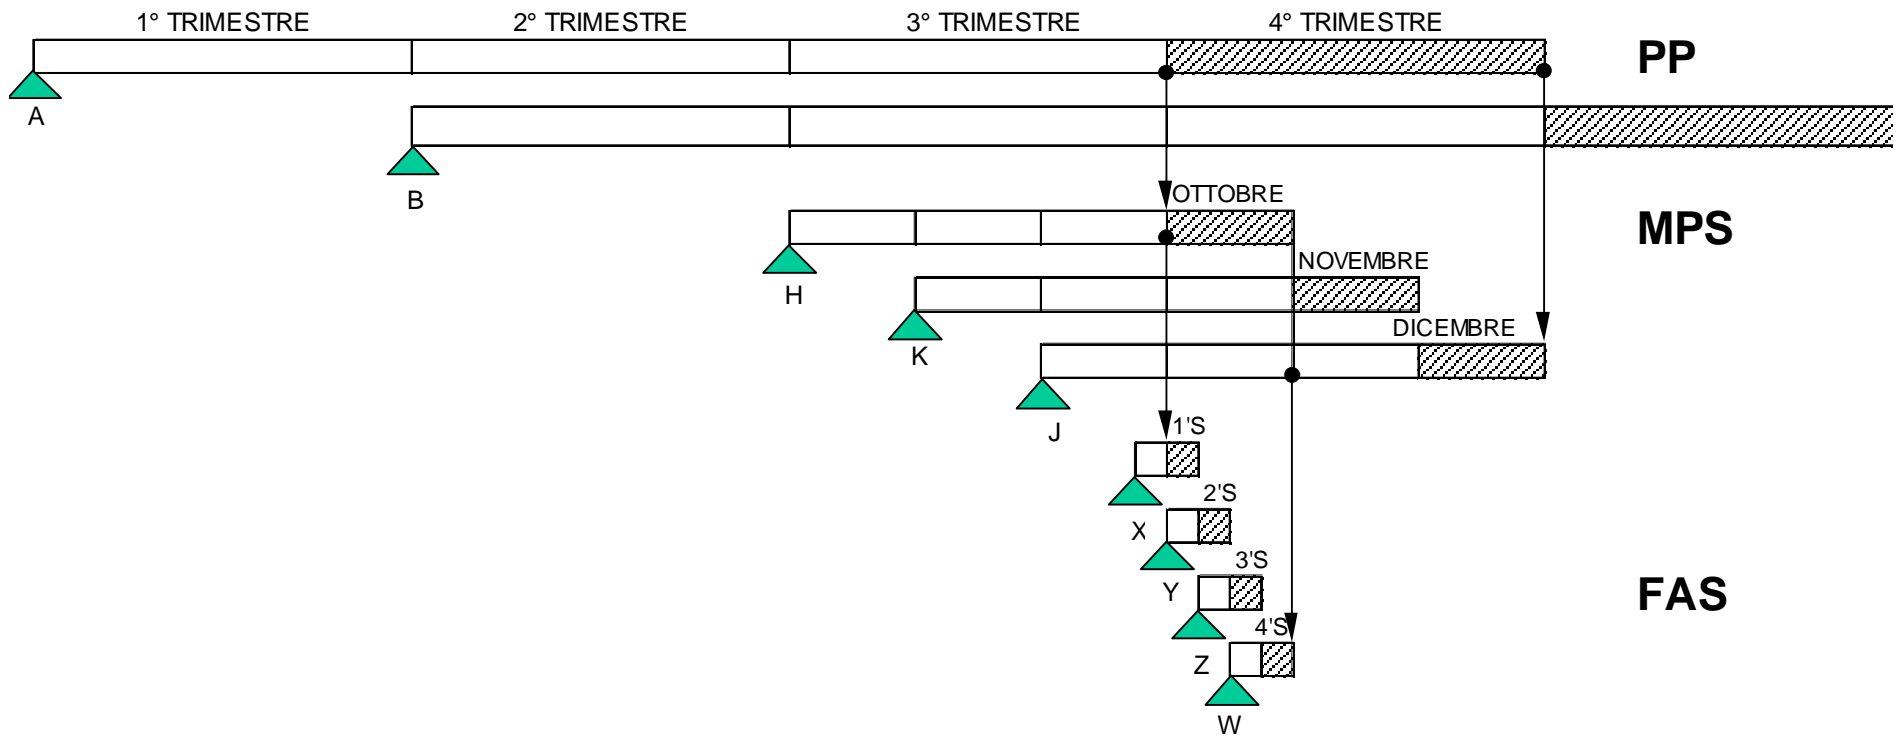 1° TRIMESTRE
2° TRIMESTRE
3° TRIMESTRE
4° TRIMESTRE
PP
A
B
OTTOBRE
MPS
NOVEMBRE
H
DICEMBRE
K
J
1'S
2'S
X
3'S
Y
FAS
4'S
Z
W